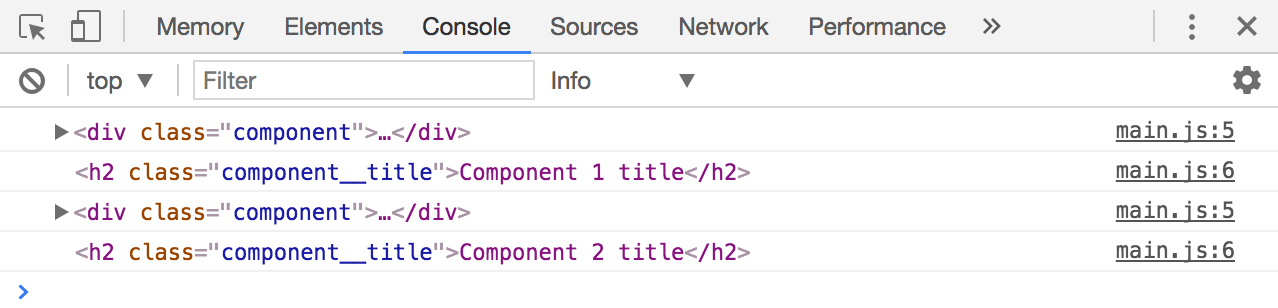 Memory Elements Console Sources Network Performance »
top ▼ Filter Info ▼
▶<div class="component">…</div> main.js:5
<h2 class="component__title">Component 1 title</h2> main.js:6
▶<div class="component">…</div> main.js:5
<h2 class="component__title">Component 2 title</h2> main.js:6